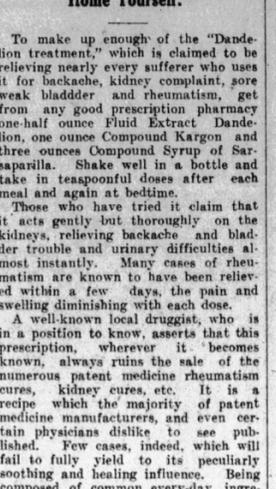 Home Yourself.
To make up enough of the "Dande-
lion treatment," which is claimed to be
relieving nearly every sufferer who uses
it for backache, kidney complaint, sore
weak bladdder and rheumatism, get
from any good prescription pharmacy
one-half ounce Fluid Extract Dande-
lion, one ounce Compound Kargon and
three ounces Compound Syrup of Sar-
saparilla. Shake well in a bottle and
take in teaspoonful doses after each
meal and again at bedtime.
Those who have tried it claim that
it acts gently but thoroughly on the
kidneys, relieving backache and blad-
der trouble and urinary difficulties al-
most instantly. Many cases of rheu-
matism are known to have been reliev-
ed within a few days, the pain and
swelling diminishing with each dose.
A well-known local druggist, who is
in a position to know, asserts that this
prescription, wherever it becomes
known, always ruins the sale of the
numerous patent medicine rheumatism
cures, kidney cures, etc. It is a
recipe which the majority of patent
medicine manufacturers, and even cer-
tain physicians dislike to see pub-
lished. Few cases, indeed, which will
fail to fully yield to its peculiarly
soothing and healing influence. Being
composed of common every-day ingre-